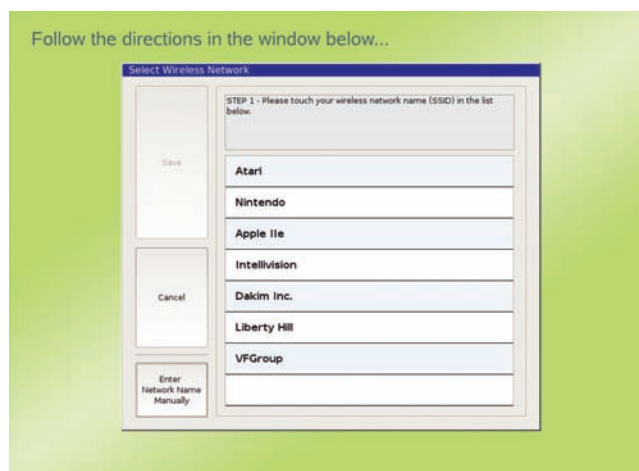 Follow the directions in the window below...
Select Wireless Network
STEP 1 - Please touch your wireless network name (SSID) in the list
below.
Save
Atari
Nintendo
Apple IIe
Intellivision
Cancel
Dakim Inc.
Liberty Hill
VFGroup
Enter
Network Name
Manually